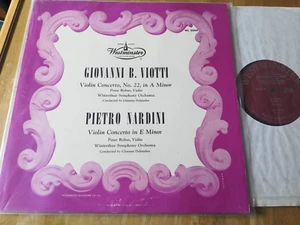 Westminster
GIOVANNI B. VIOTTI
Violin Concerto, No. 22, in A Minor
Peter Rybar, Violin
Winterthur Symphony Orchestra
Conducted by Clemens Dahinden
PIETRO NARDINI
Violin Concerto in E Minor
Peter Rybar, Violin
Winterthur Symphony Orchestra
Conducted by Clemens Dahinden